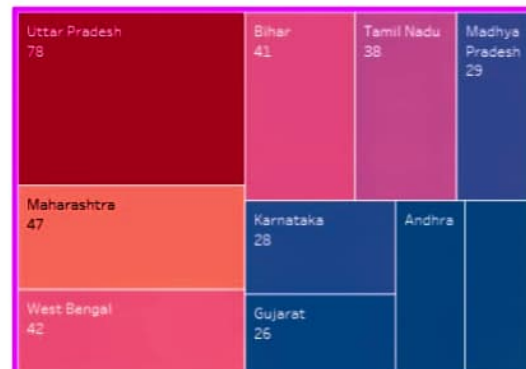 Uttar Pradesh
78
Bihar
41
Tamil Nadu
38
Madhya
Pradesh
29
Maharashtra
47
Karnataka
28
Andhra
West Bengal
42
Gujarat
26